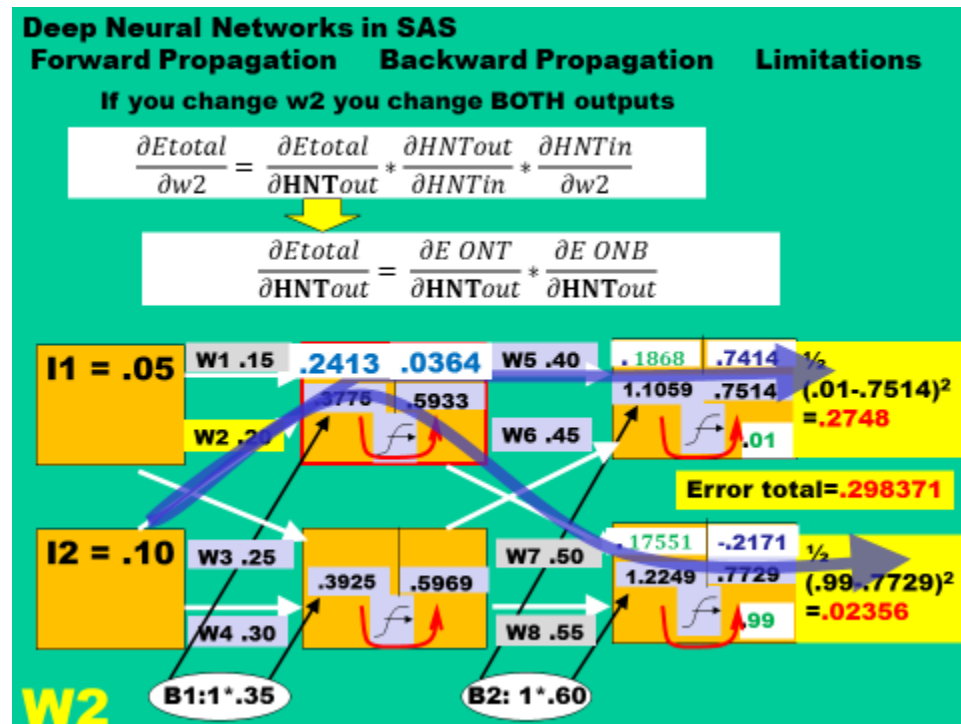 Deep Neural Networks in SAS
Forward Propagation Backward Propagation Limitations
If you change w2 you change BOTH outputs
∂Etotal/∂w2 = ∂Etotal/∂HNTout * ∂HNTout/∂HNTin * ∂HNTin/∂w2
∂Etotal/∂HNTout = ∂E ONT/∂HNTout * ∂E ONB/∂HNTout
I1 = .05
W1 .15
.2413 .0364
W5 .40
.1868 .7414
½
(.01-.7514)²
=.2748
W2 .20
.3775 .5933
W6 .45
1.1059 .7514
.01
Error total=.298371
I2 = .10
W3 .25
.3925 .5969
W7 .50
.17551 -.2171
½
(.99-.7729)²
=.02356
1.2249 .7729
.99
W4 .30
W8 .55
W2
B1:1*.35
B2: 1*.60